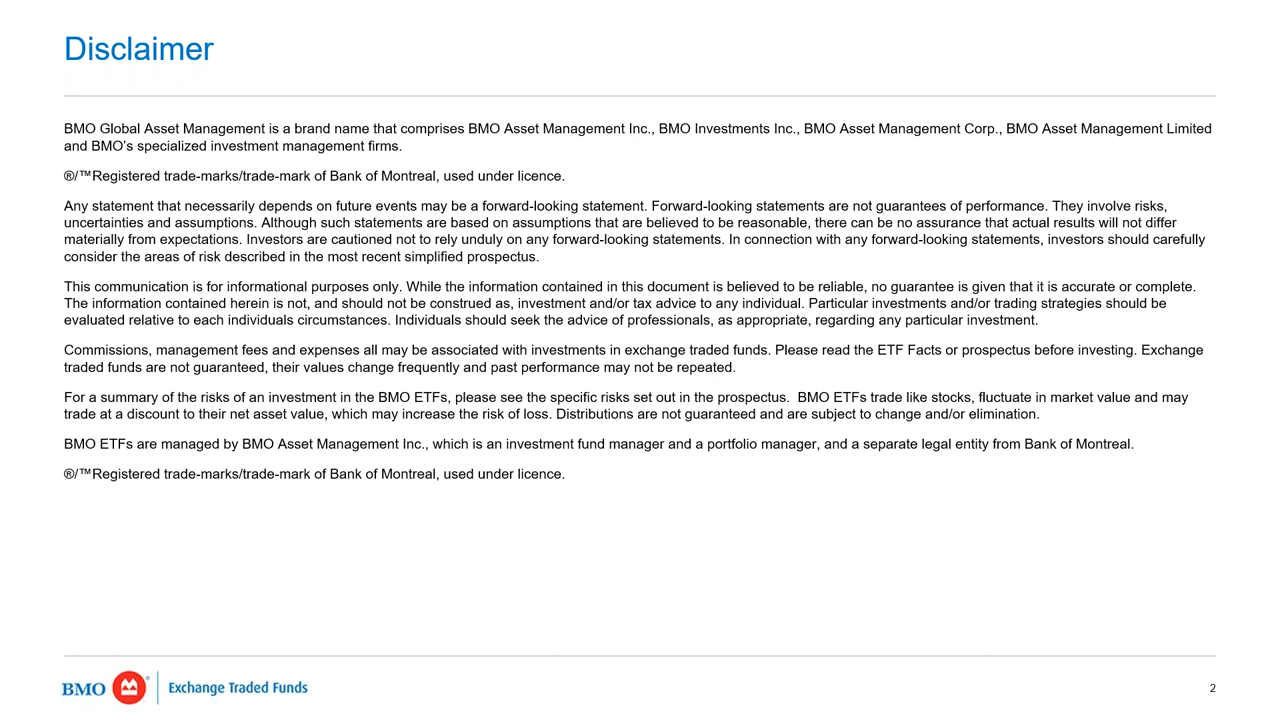 Disclaimer
BMO Global Asset Management is a brand name that comprises BMO Asset Management Inc., BMO Investments Inc., BMO Asset Management Corp., BMO Asset Management Limited
and BMO’s specialized investment management firms.
®/™Registered trade-marks/trade-mark of Bank of Montreal, used under licence.
Any statement that necessarily depends on future events may be a forward-looking statement. Forward-looking statements are not guarantees of performance. They involve risks,
uncertainties and assumptions. Although such statements are based on assumptions that are believed to be reasonable, there can be no assurance that actual results will not differ
materially from expectations. Investors are cautioned not to rely unduly on any forward-looking statements. In connection with any forward-looking statements, investors should carefully
consider the areas of risk described in the most recent simplified prospectus.
This communication is for informational purposes only. While the information contained in this document is believed to be reliable, no guarantee is given that it is accurate or complete.
The information contained herein is not, and should not be construed as, investment and/or tax advice to any individual. Particular investments and/or trading strategies should be
evaluated relative to each individuals circumstances. Individuals should seek the advice of professionals, as appropriate, regarding any particular investment.
Commissions, management fees and expenses all may be associated with investments in exchange traded funds. Please read the ETF Facts or prospectus before investing. Exchange
traded funds are not guaranteed, their values change frequently and past performance may not be repeated.
For a summary of the risks of an investment in the BMO ETFs, please see the specific risks set out in the prospectus.  BMO ETFs trade like stocks, fluctuate in market value and may
trade at a discount to their net asset value, which may increase the risk of loss. Distributions are not guaranteed and are subject to change and/or elimination.
BMO ETFs are managed by BMO Asset Management Inc., which is an investment fund manager and a portfolio manager, and a separate legal entity from Bank of Montreal.
®/™Registered trade-marks/trade-mark of Bank of Montreal, used under licence.
BMO ® Exchange Traded Funds
2